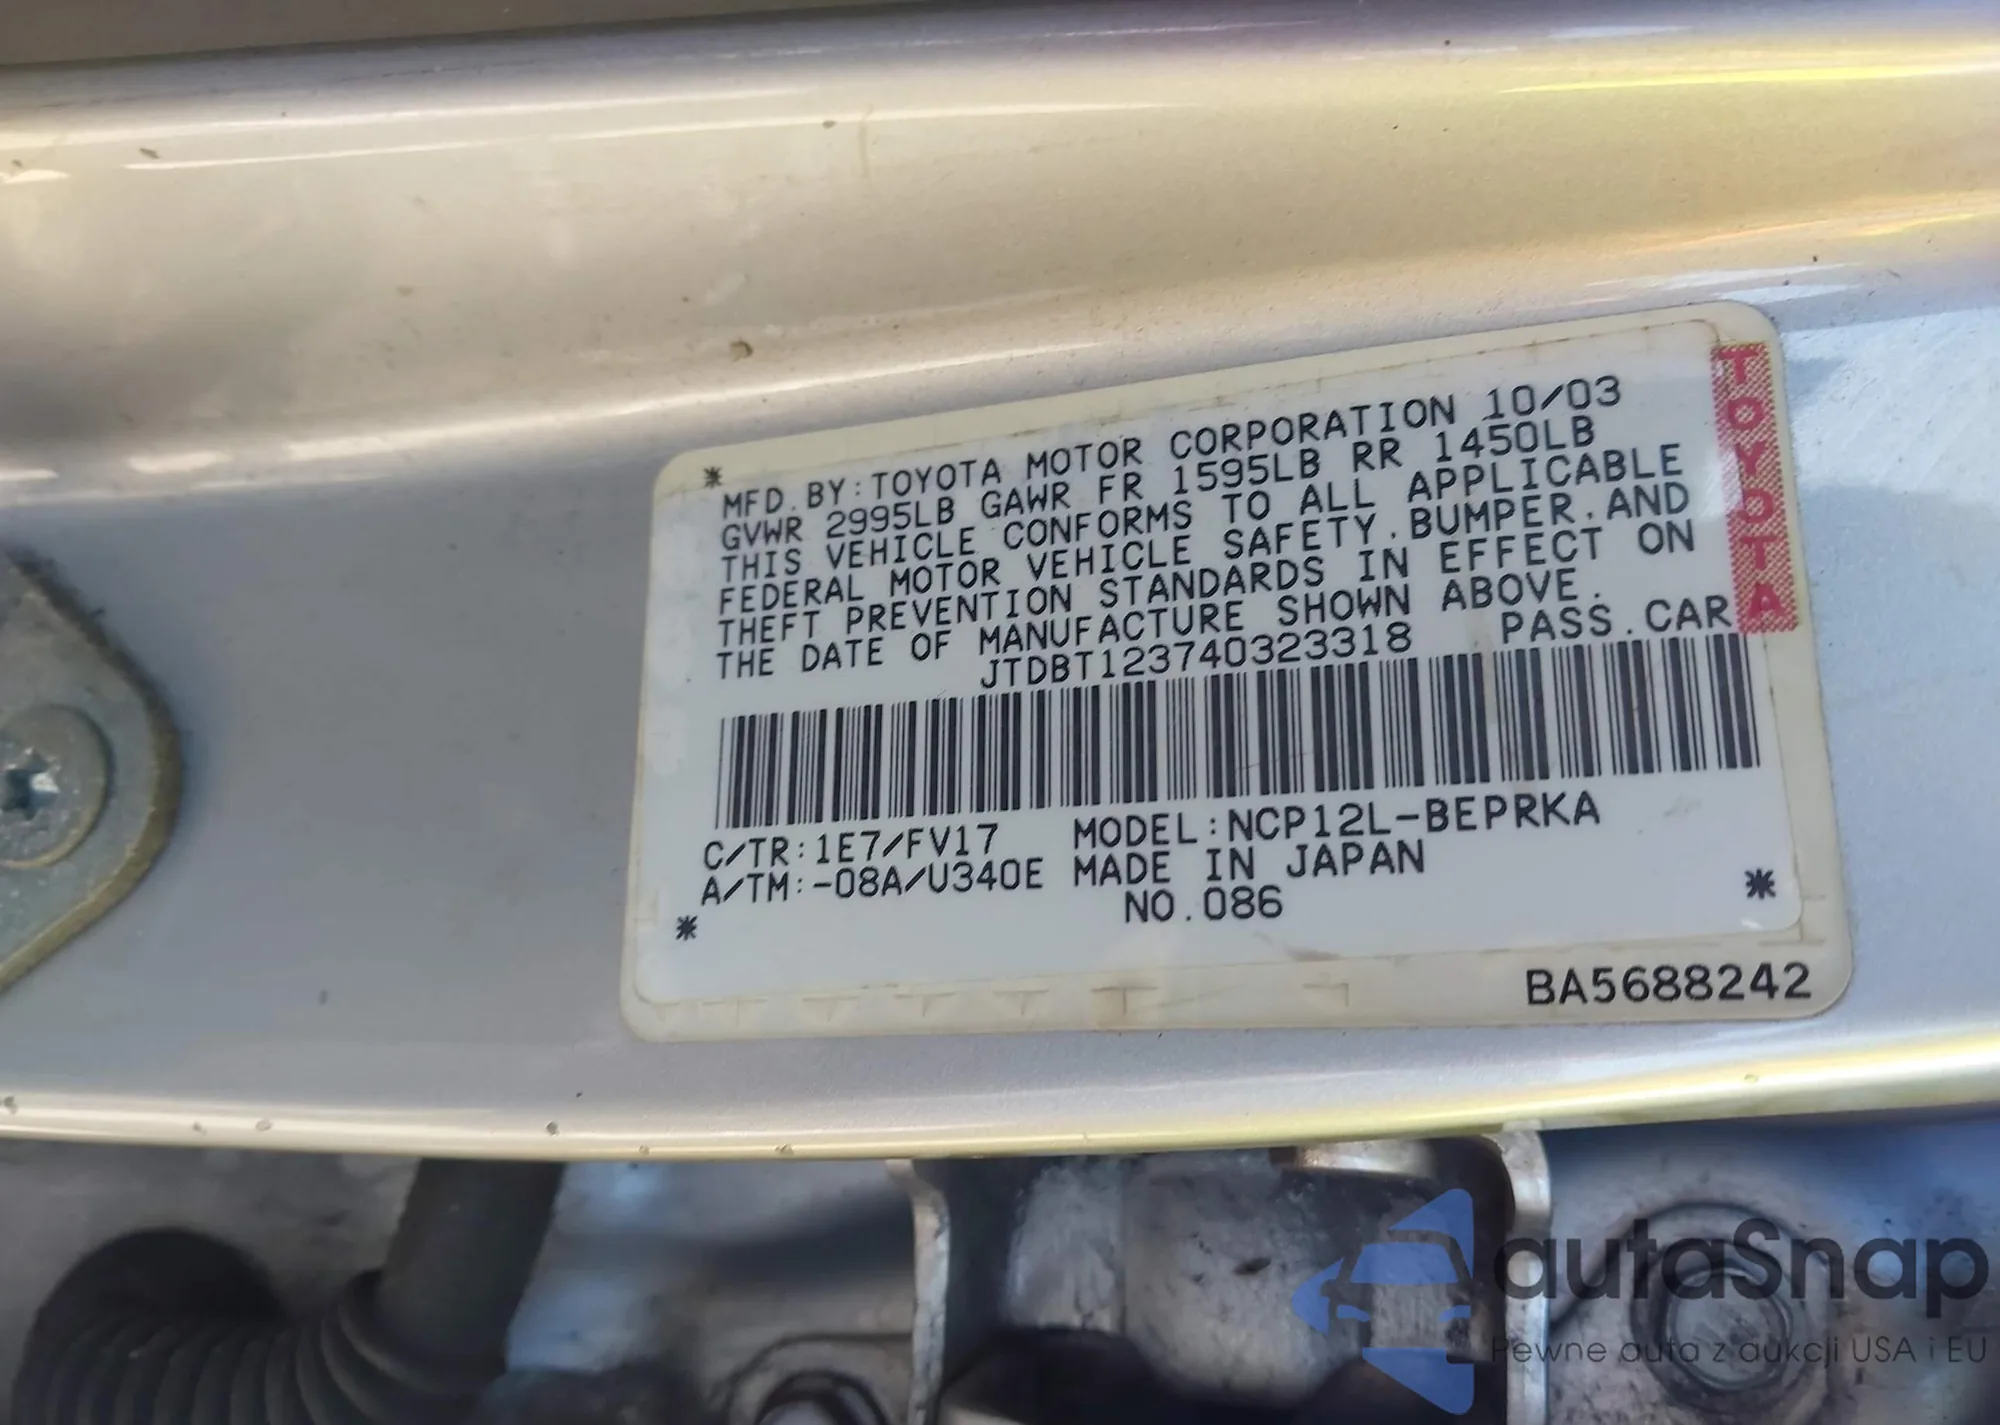 *
MFD. BY: TOYOTA MOTOR CORPORATION 10/03
GVWR 2995LB GAWR FR 1595LB RR 1450LB
THIS VEHICLE CONFORMS TO ALL APPLICABLE
FEDERAL MOTOR VEHICLE SAFETY, BUMPER, AND
THEFT PREVENTION STANDARDS IN EFFECT ON
THE DATE OF MANUFACTURE SHOWN ABOVE.
JTDBT123740323318 PASS. CAR
TOYOTA
C/TR: 1E7/FV17 MODEL: NCP12L-BEPRKA
A/TM: -08A/U340E MADE IN JAPAN
NO. 086
* *
BA5688242
autaSnap
Pewne auta z aukcji USA i EU